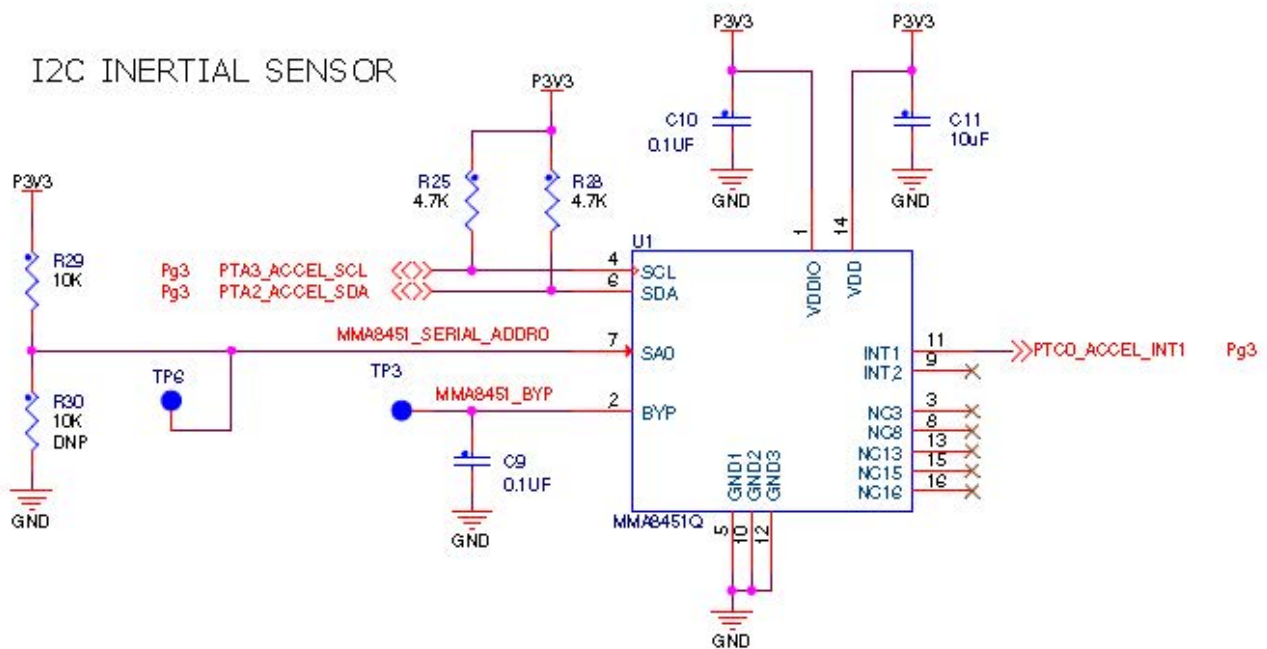 I2C INERTIAL SENSOR
P3V3
P3V3
P3V3
P3V3
C10
0.1UF
GND
C11
10uF
GND
R25
4.7K
R28
4.7K
R29
10K
R30
10K
DNP
GND
Pg3 PTA3_ACCEL_SCL
Pg3 PTA2_ACCEL_SDA
MMA8451_SERIAL_ADDR0
TP6
TP3
MMA8451_BYP
C9
0.1UF
GND
U1
4 SCL
6 SDA
7 SA0
2 BYP
1 VDDIO
14 VDD
INT1 11 PTC0_ACCEL_INT1 Pg3
INT2 9
NC3 3
NC8 8
NC13 13
NC15 15
NC16 16
GND1 5
GND2 10
GND3 12
MMA8451Q
GND